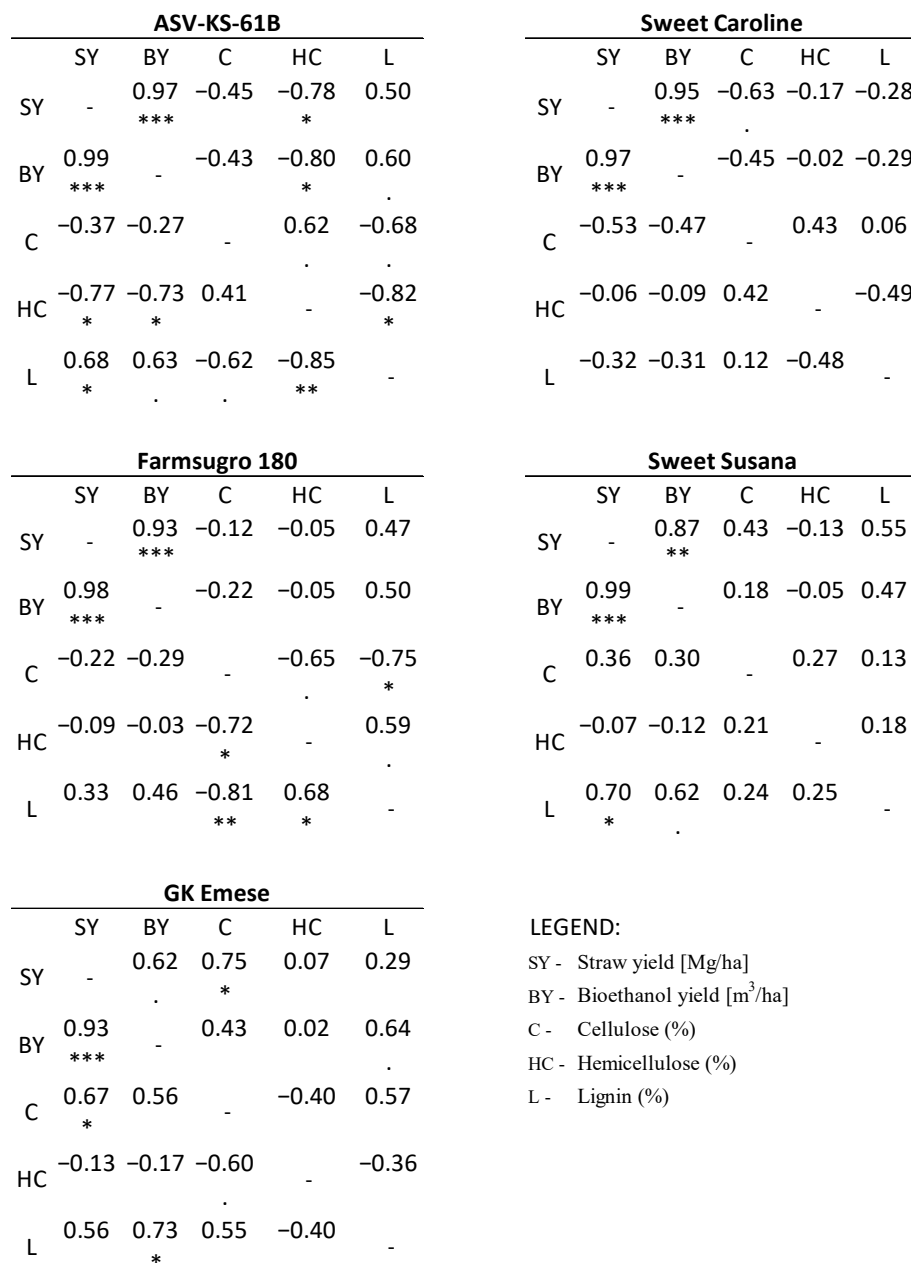 ASV-KS-61B
SY BY C HC L
SY - 0.97 −0.45 −0.78 0.50
*** *
BY 0.99 - −0.43 −0.80 0.60
*** * .
C −0.37 −0.27 - 0.62 −0.68
. .
HC −0.77 −0.73 0.41 - −0.82
* * *
L 0.68 0.63 −0.62 −0.85 -
* . . **
Sweet Caroline
SY BY C HC L
SY - 0.95 −0.63 −0.17 −0.28
*** .
BY 0.97 - −0.45 −0.02 −0.29
***
C −0.53 −0.47 - 0.43 0.06
HC −0.06 −0.09 0.42 - −0.49
L −0.32 −0.31 0.12 −0.48 -
Farmsugro 180
SY BY C HC L
SY - 0.93 −0.12 −0.05 0.47
***
BY 0.98 - −0.22 −0.05 0.50
***
C −0.22 −0.29 - −0.65 −0.75
. *
HC −0.09 −0.03 −0.72 - 0.59
* .
L 0.33 0.46 −0.81 0.68 -
** *
Sweet Susana
SY BY C HC L
SY - 0.87 0.43 −0.13 0.55
**
BY 0.99 - 0.18 −0.05 0.47
***
C 0.36 0.30 - 0.27 0.13
HC −0.07 −0.12 0.21 - 0.18
L 0.70 0.62 0.24 0.25 -
* .
GK Emese
SY BY C HC L
SY - 0.62 0.75 0.07 0.29
. *
BY 0.93 - 0.43 0.02 0.64
*** .
C 0.67 0.56 - −0.40 0.57
*
HC −0.13 −0.17 −0.60 - −0.36
.
L 0.56 0.73 0.55 −0.40 -
*
LEGEND:
SY - Straw yield [Mg/ha]
BY - Bioethanol yield [m³/ha]
C - Cellulose (%)
HC - Hemicellulose (%)
L - Lignin (%)